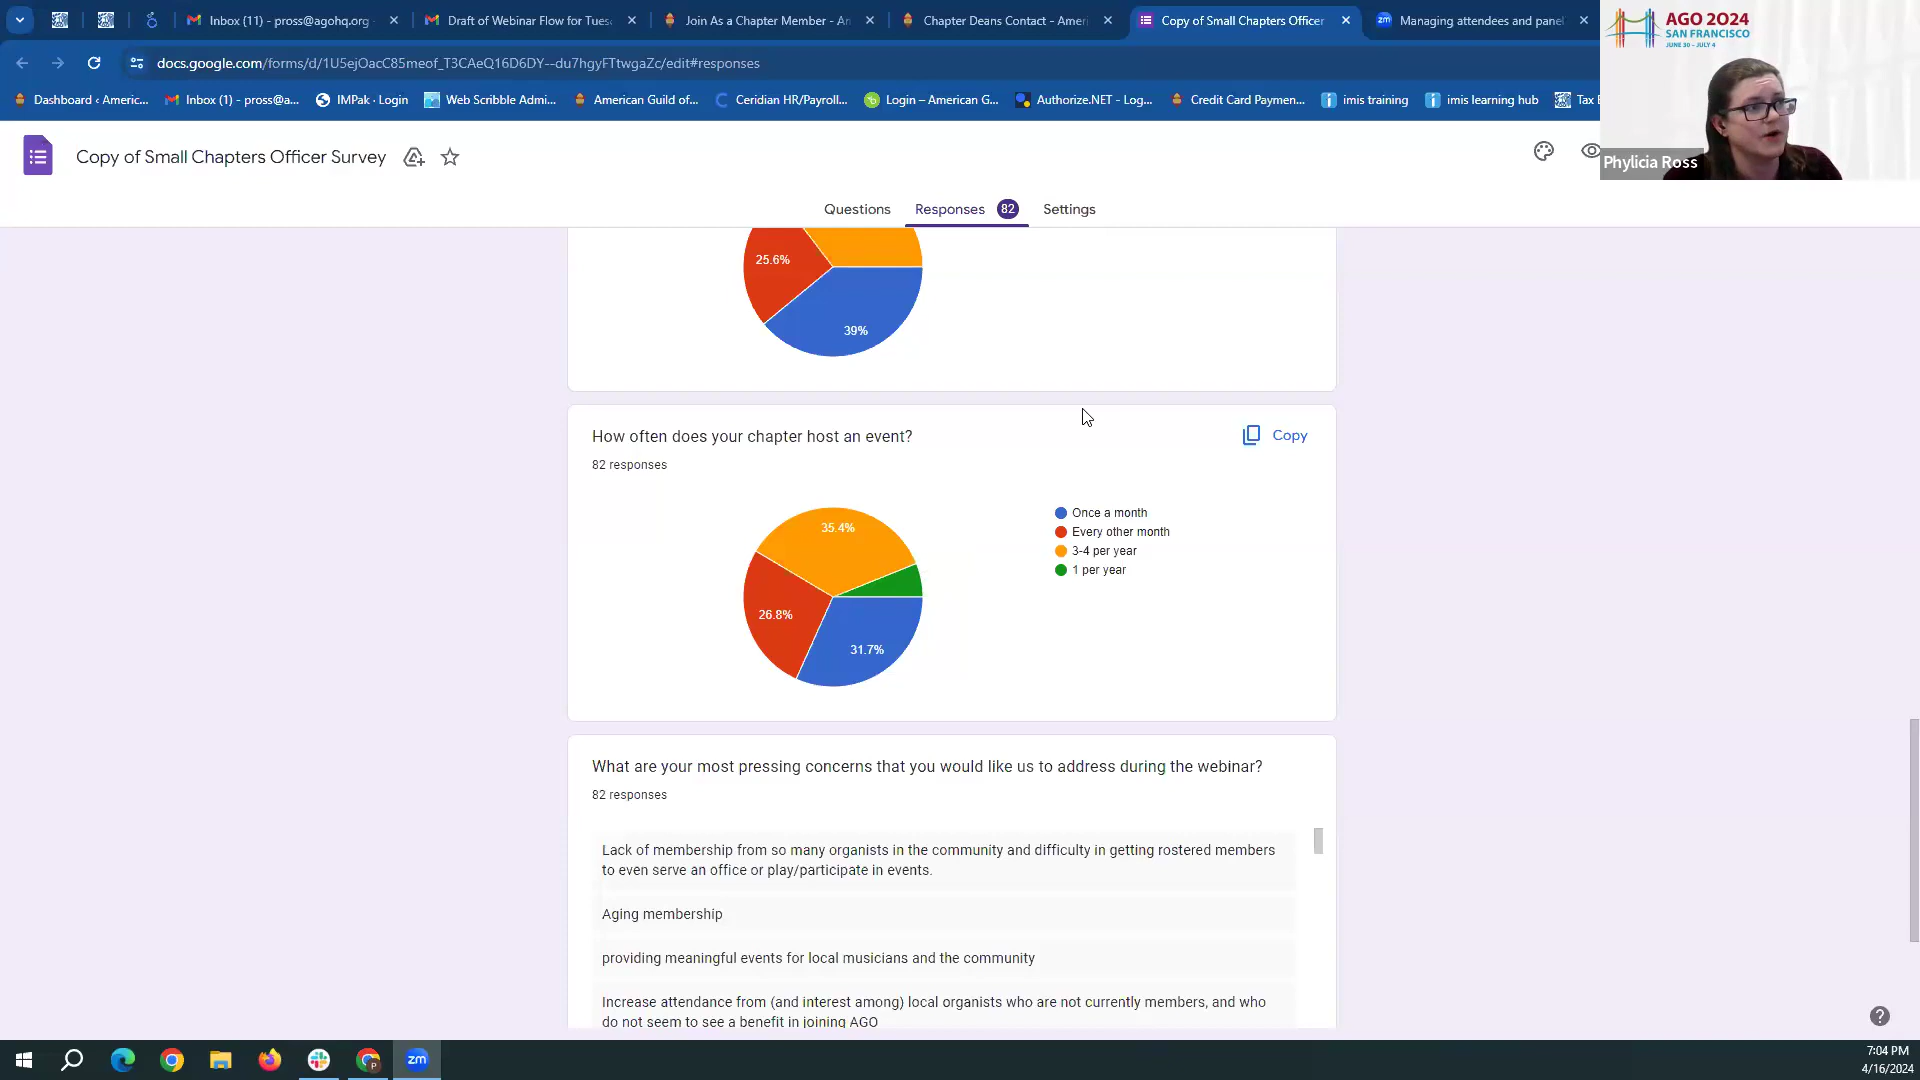 Inbox (11) - pross@agohq.org
Draft of Webinar Flow for Tues
Join As a Chapter Member - An
Chapter Deans Contact - Ameri
Copy of Small Chapters Officer
zm Managing attendees and panel
AGO 2024
SAN FRANCISCO
JUNE 30 - JULY 4
docs.google.com/forms/d/1U5ejOacC85meof_T3CAeQ16D6DY--du7hgyFTtwgaZc/edit#responses
Dashboard ‹ Americ...
Inbox (1) - pross@a...
IMPak · Login
Web Scribble Admi...
American Guild of...
Ceridian HR/Payroll...
Login – American G...
Authorize.NET - Log...
Credit Card Paymen...
imis training
imis learning hub
Tax
Copy of Small Chapters Officer Survey
Phylicia Ross
Questions
Responses 82
Settings
25.6%
39%
How often does your chapter host an event?
Copy
82 responses
35.4%
26.8%
31.7%
Once a month
Every other month
3-4 per year
1 per year
What are your most pressing concerns that you would like us to address during the webinar?
82 responses
Lack of membership from so many organists in the community and difficulty in getting rostered members
to even serve an office or play/participate in events.
Aging membership
providing meaningful events for local musicians and the community
Increase attendance from (and interest among) local organists who are not currently members, and who
do not seem to see a benefit in joining AGO
P
zm
7:04 PM
4/16/2024